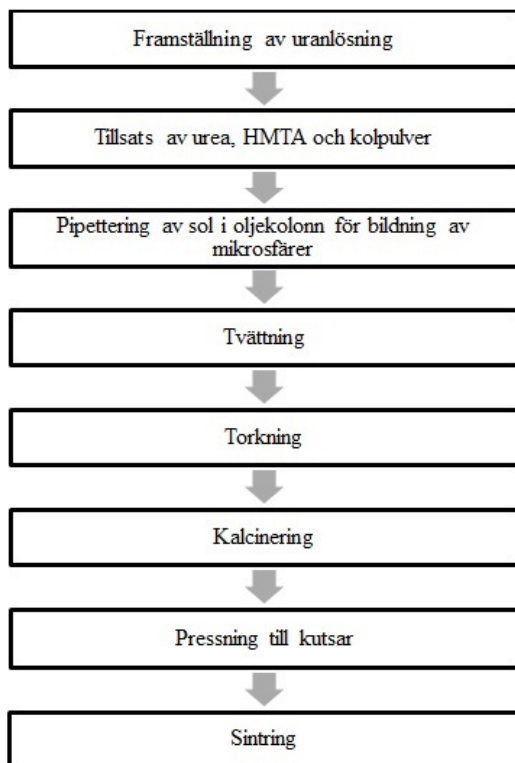 Framställning av uranlösning
Tillsats av urea, HMTA och kolpulver
Pipettering av sol i oljekolonn för bildning av
mikrosfärer
Tvättning
Torkning
Kalcinering
Pressning till kutsar
Sintring